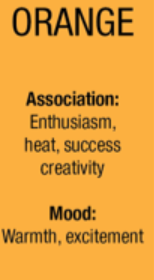 ORANGE
Association:
Enthusiasm,
heat, success
creativity
Mood:
Warmth, excitement